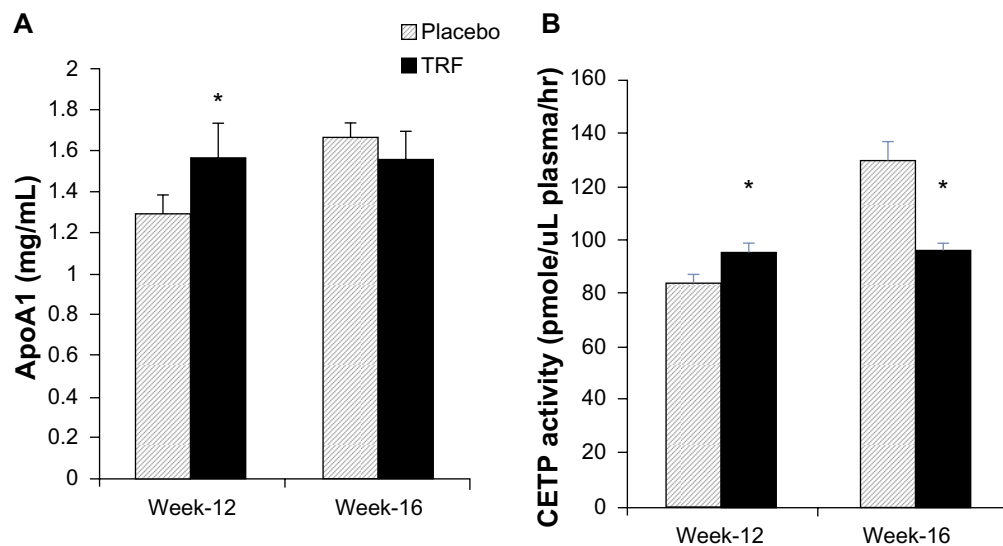 A
Placebo
TRF
ApoA1 (mg/mL)
2
1.8
1.6
1.4
1.2
1
0.8
0.6
0.4
0.2
0
*
Week-12
Week-16
B
CETP activity (pmole/uL plasma/hr)
160
140
120
100
80
60
40
20
0
*
*
Week-12
Week-16